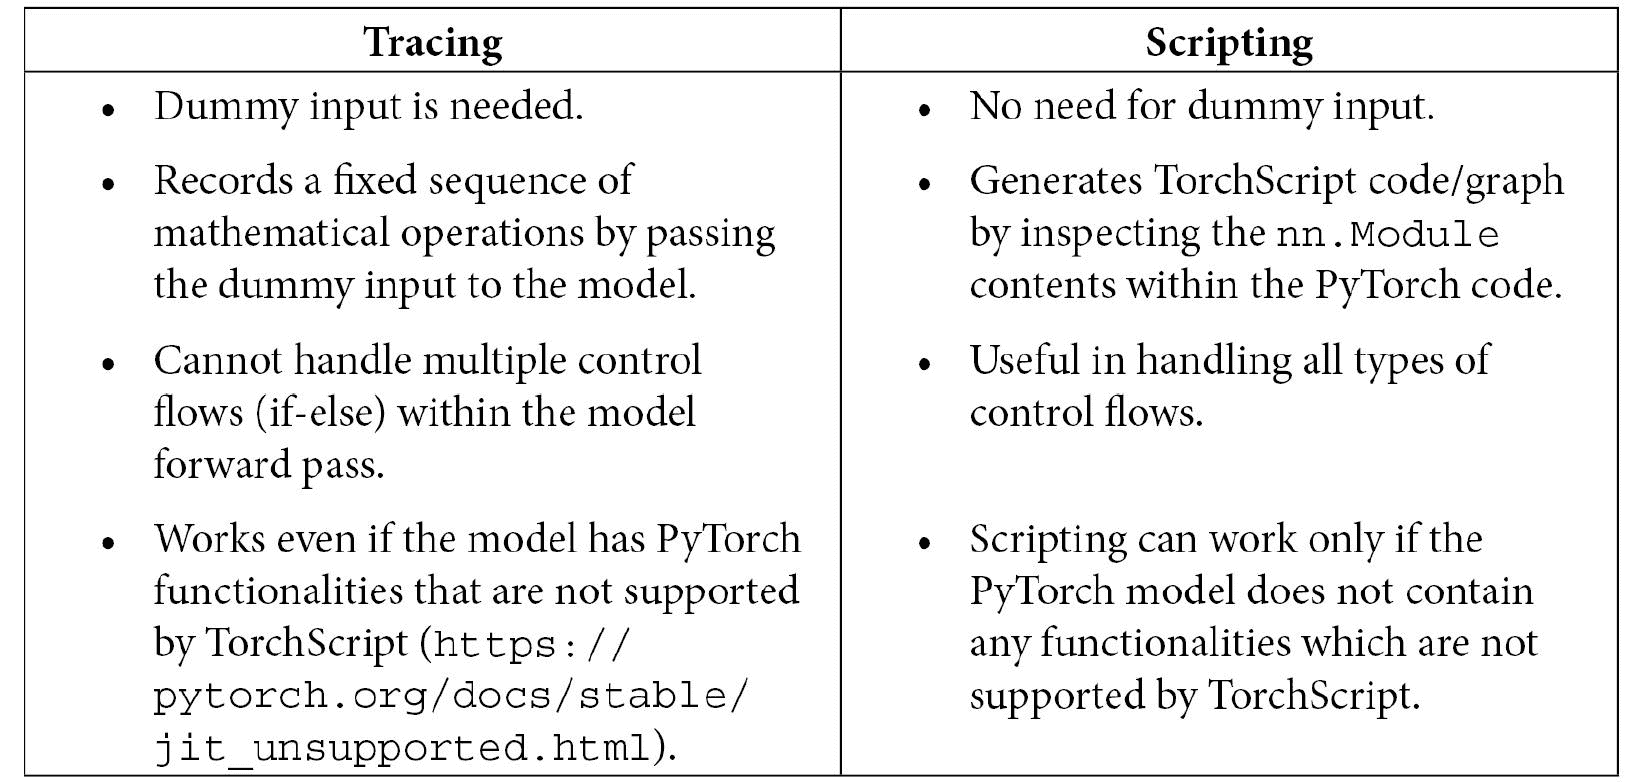 Tracing
Scripting
• Dummy input is needed.
• Records a fixed sequence of
mathematical operations by passing
the dummy input to the model.
• Cannot handle multiple control
flows (if-else) within the model
forward pass.
• Works even if the model has PyTorch
functionalities that are not supported
by TorchScript (https://
pytorch.org/docs/stable/
jit_unsupported.html).
• No need for dummy input.
• Generates TorchScript code/graph
by inspecting the nn.Module
contents within the PyTorch code.
• Useful in handling all types of
control flows.
• Scripting can work only if the
PyTorch model does not contain
any functionalities which are not
supported by TorchScript.